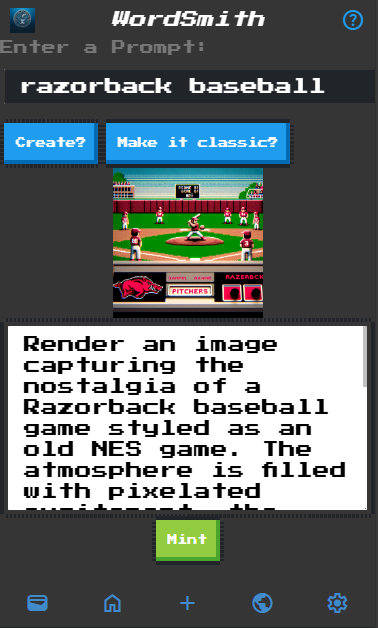 WordSmith
Enter a Prompt:
razorback baseball
Create?
Make it classic?
PITCHERS
Render an image
capturing the
nostalgia of a
Razorback baseball
game styled as an
old NES game. The
atmosphere is filled
with pixelated
Mint